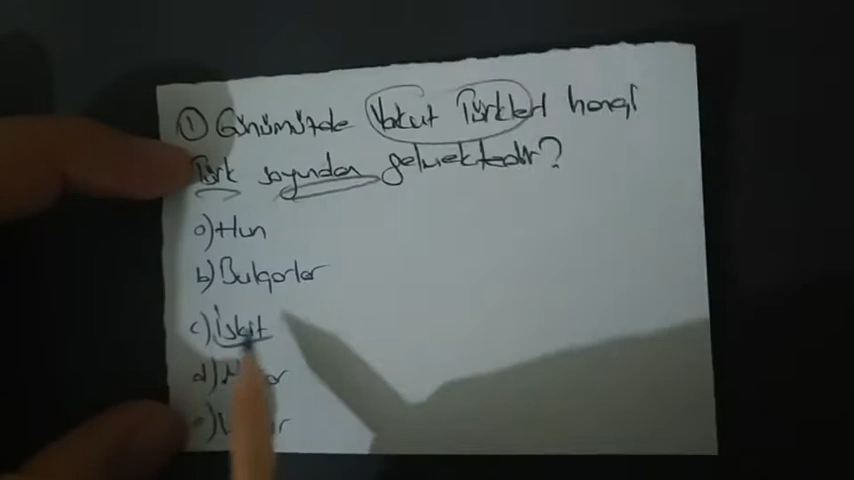 ① Günümüzde Yakut Türkleri hangi
Türk soyundan gelmektedir?
a) Hun
b) Bulgarlar
c) İskit
d)
e)